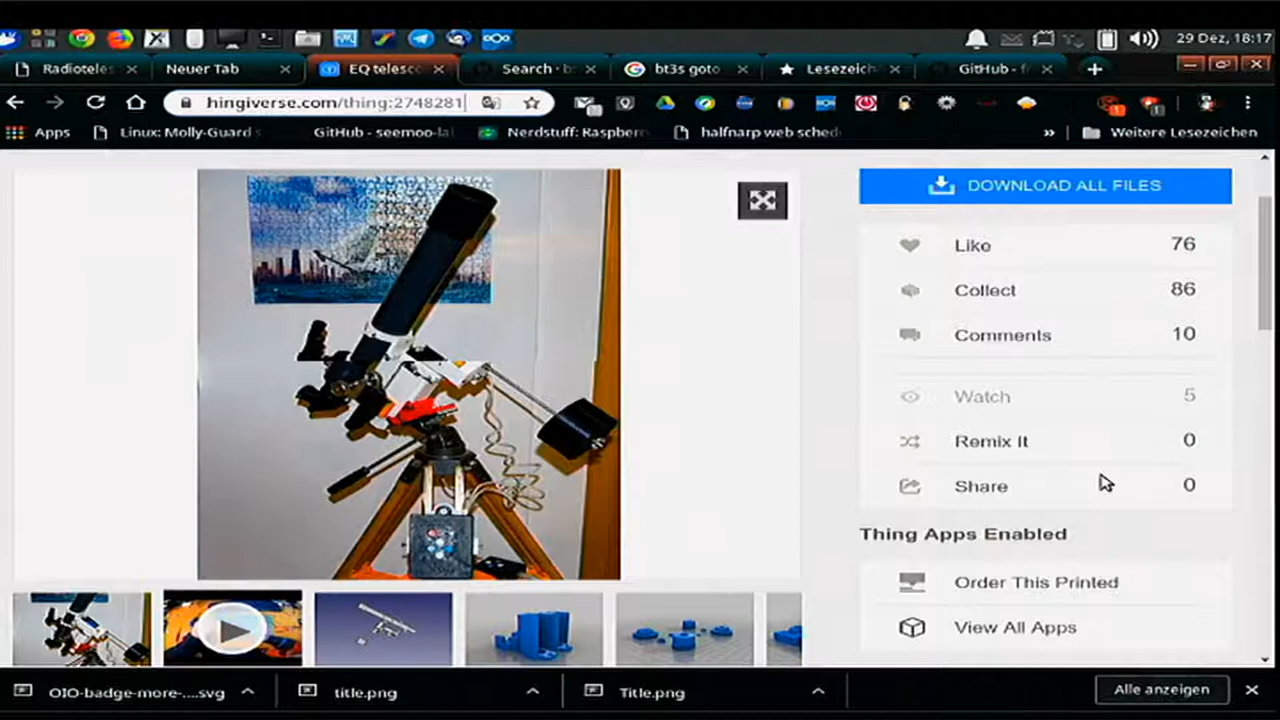 29 Dez, 18:17
Radioteles
Neuer Tab
EQ telesco
Search · b
bt3s goto
Lesezeich
GitHub - f
hingiverse.com/thing:2748281
Apps
Linux: Molly-Guard s
GitHub - seemoo-la
Nerdstuff: Raspber
halfnarp web sched
»
Weitere Lesezeichen
DOWNLOAD ALL FILES
Like 76
Collect 86
Comments 10
Watch 5
Remix It 0
Share 0
Thing Apps Enabled
Order This Printed
View All Apps
OIO-badge-more-....svg
title.png
Title.png
Alle anzeigen